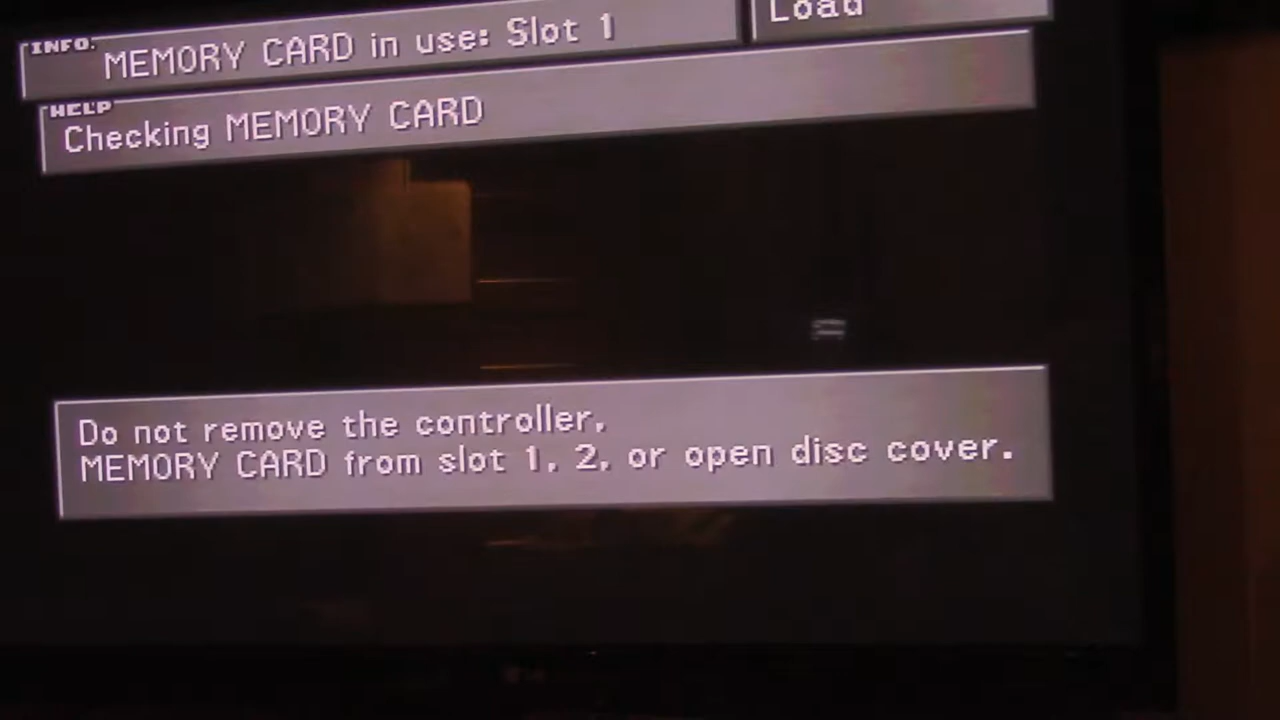 INFO.
MEMORY CARD in use: Slot 1
Load
HELP
Checking MEMORY CARD
Do not remove the controller,
MEMORY CARD from slot 1, 2, or open disc cover.